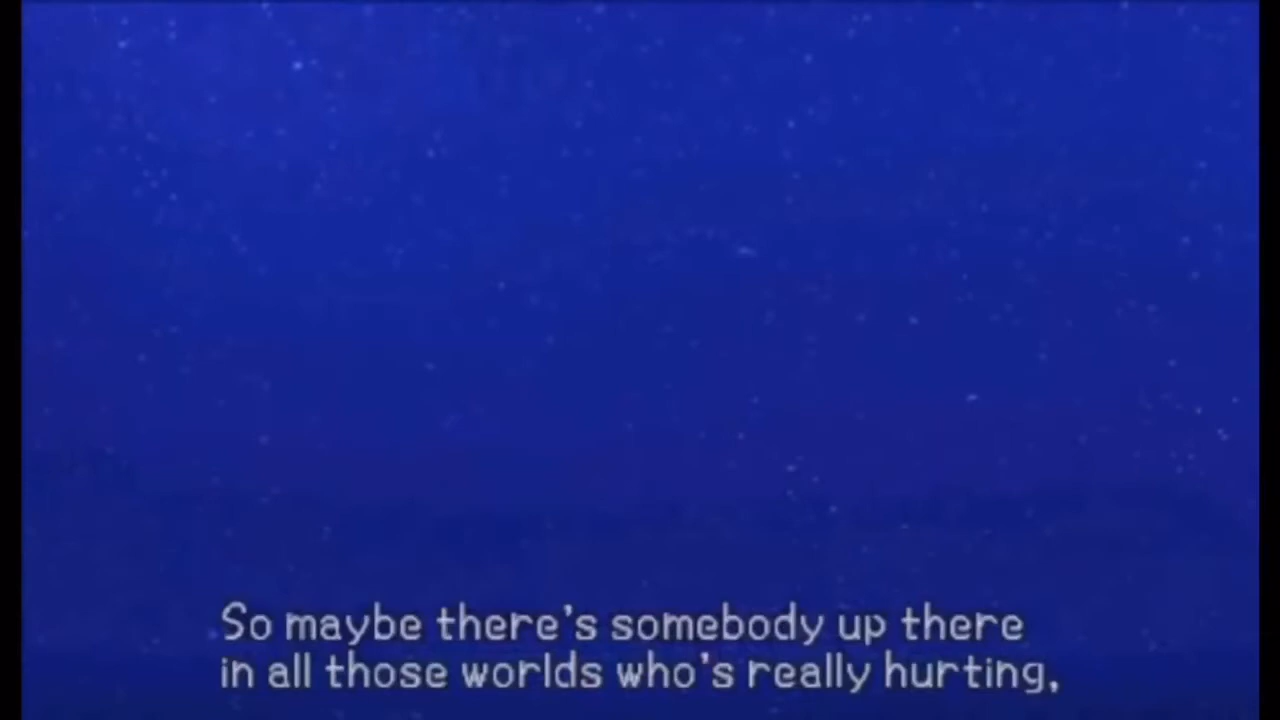 So maybe there's somebody up there
in all those worlds who's really hurting,